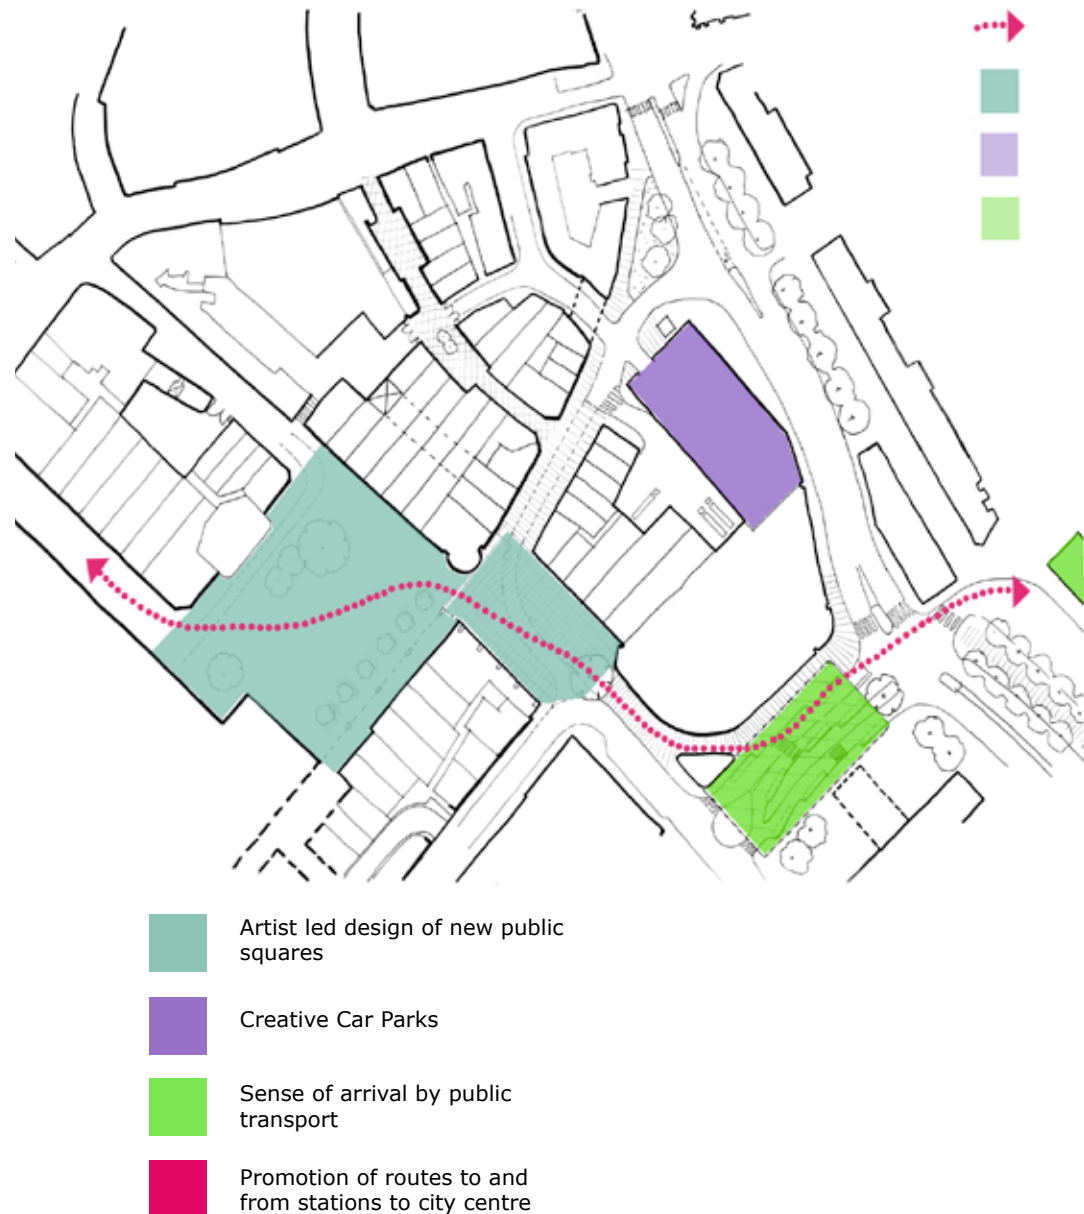 Artist led design of new public
squares
Creative Car Parks
Sense of arrival by public
transport
Promotion of routes to and
from stations to city centre